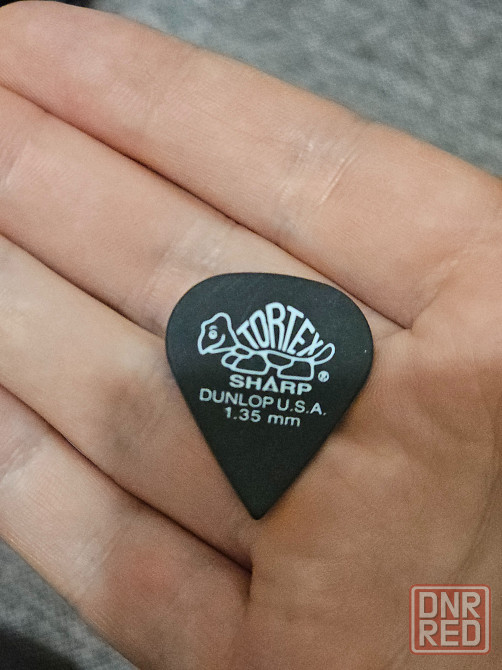 TORTEX
®
SHARP
DUNLOP U.S.A.
1.35 mm
DNR
RED